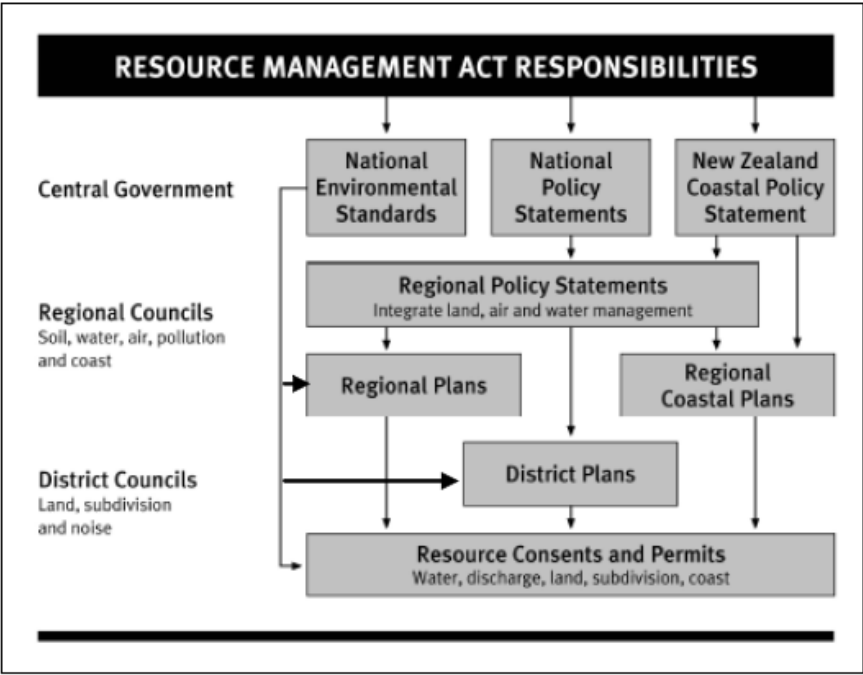 RESOURCE MANAGEMENT ACT RESPONSIBILITIES
Central Government
National
Environmental
Standards
National
Policy
Statements
New Zealand
Coastal Policy
Statement
Regional Councils
Soil, water, air, pollution
and coast
Regional Policy Statements
Integrate land, air and water management
Regional Plans
Regional
Coastal Plans
District Councils
Land, subdivision
and noise
District Plans
Resource Consents and Permits
Water, discharge, land, subdivision, coast